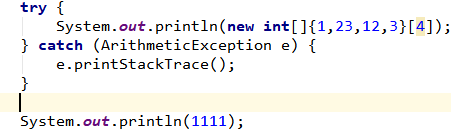 try {
    System.out.println(new int[]{1,23,12,3}[4]);
} catch (ArithmeticException e) {
    e.printStackTrace();
}
System.out.println(1111);